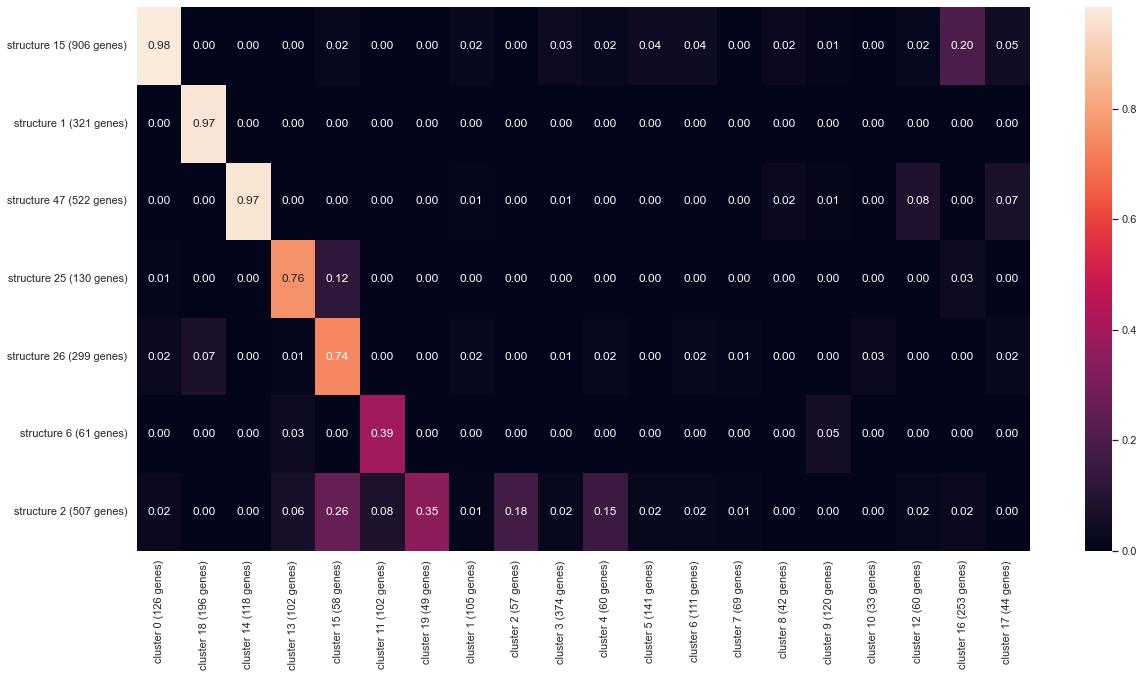 structure 15 (906 genes) 0.98 0.00 0.00 0.00 0.02 0.00 0.00 0.02 0.00 0.03 0.02 0.04 0.04 0.00 0.02 0.01 0.00 0.02 0.20 0.05
structure 1 (321 genes) 0.00 0.97 0.00 0.00 0.00 0.00 0.00 0.00 0.00 0.00 0.00 0.00 0.00 0.00 0.00 0.00 0.00 0.00 0.00 0.00
0.8
structure 47 (522 genes) 0.00 0.00 0.97 0.00 0.00 0.00 0.00 0.01 0.00 0.01 0.00 0.00 0.00 0.00 0.02 0.01 0.00 0.08 0.00 0.07
0.6
structure 25 (130 genes) 0.01 0.00 0.00 0.76 0.12 0.00 0.00 0.00 0.00 0.00 0.00 0.00 0.00 0.00 0.00 0.00 0.00 0.00 0.03 0.00
0.4
structure 26 (299 genes) 0.02 0.07 0.00 0.01 0.74 0.00 0.00 0.02 0.00 0.01 0.02 0.00 0.02 0.01 0.00 0.00 0.03 0.00 0.00 0.02
structure 6 (61 genes) 0.00 0.00 0.00 0.03 0.00 0.39 0.00 0.00 0.00 0.00 0.00 0.00 0.00 0.00 0.00 0.05 0.00 0.00 0.00 0.00
0.2
structure 2 (507 genes) 0.02 0.00 0.00 0.06 0.26 0.08 0.35 0.01 0.18 0.02 0.15 0.02 0.02 0.01 0.00 0.00 0.00 0.02 0.02 0.00
0.0
cluster 0 (126 genes)
cluster 18 (196 genes)
cluster 14 (118 genes)
cluster 13 (102 genes)
cluster 15 (58 genes)
cluster 11 (102 genes)
cluster 19 (49 genes)
cluster 1 (105 genes)
cluster 2 (57 genes)
cluster 3 (374 genes)
cluster 4 (60 genes)
cluster 5 (141 genes)
cluster 6 (111 genes)
cluster 7 (69 genes)
cluster 8 (42 genes)
cluster 9 (120 genes)
cluster 10 (33 genes)
cluster 12 (60 genes)
cluster 16 (253 genes)
cluster 17 (44 genes)